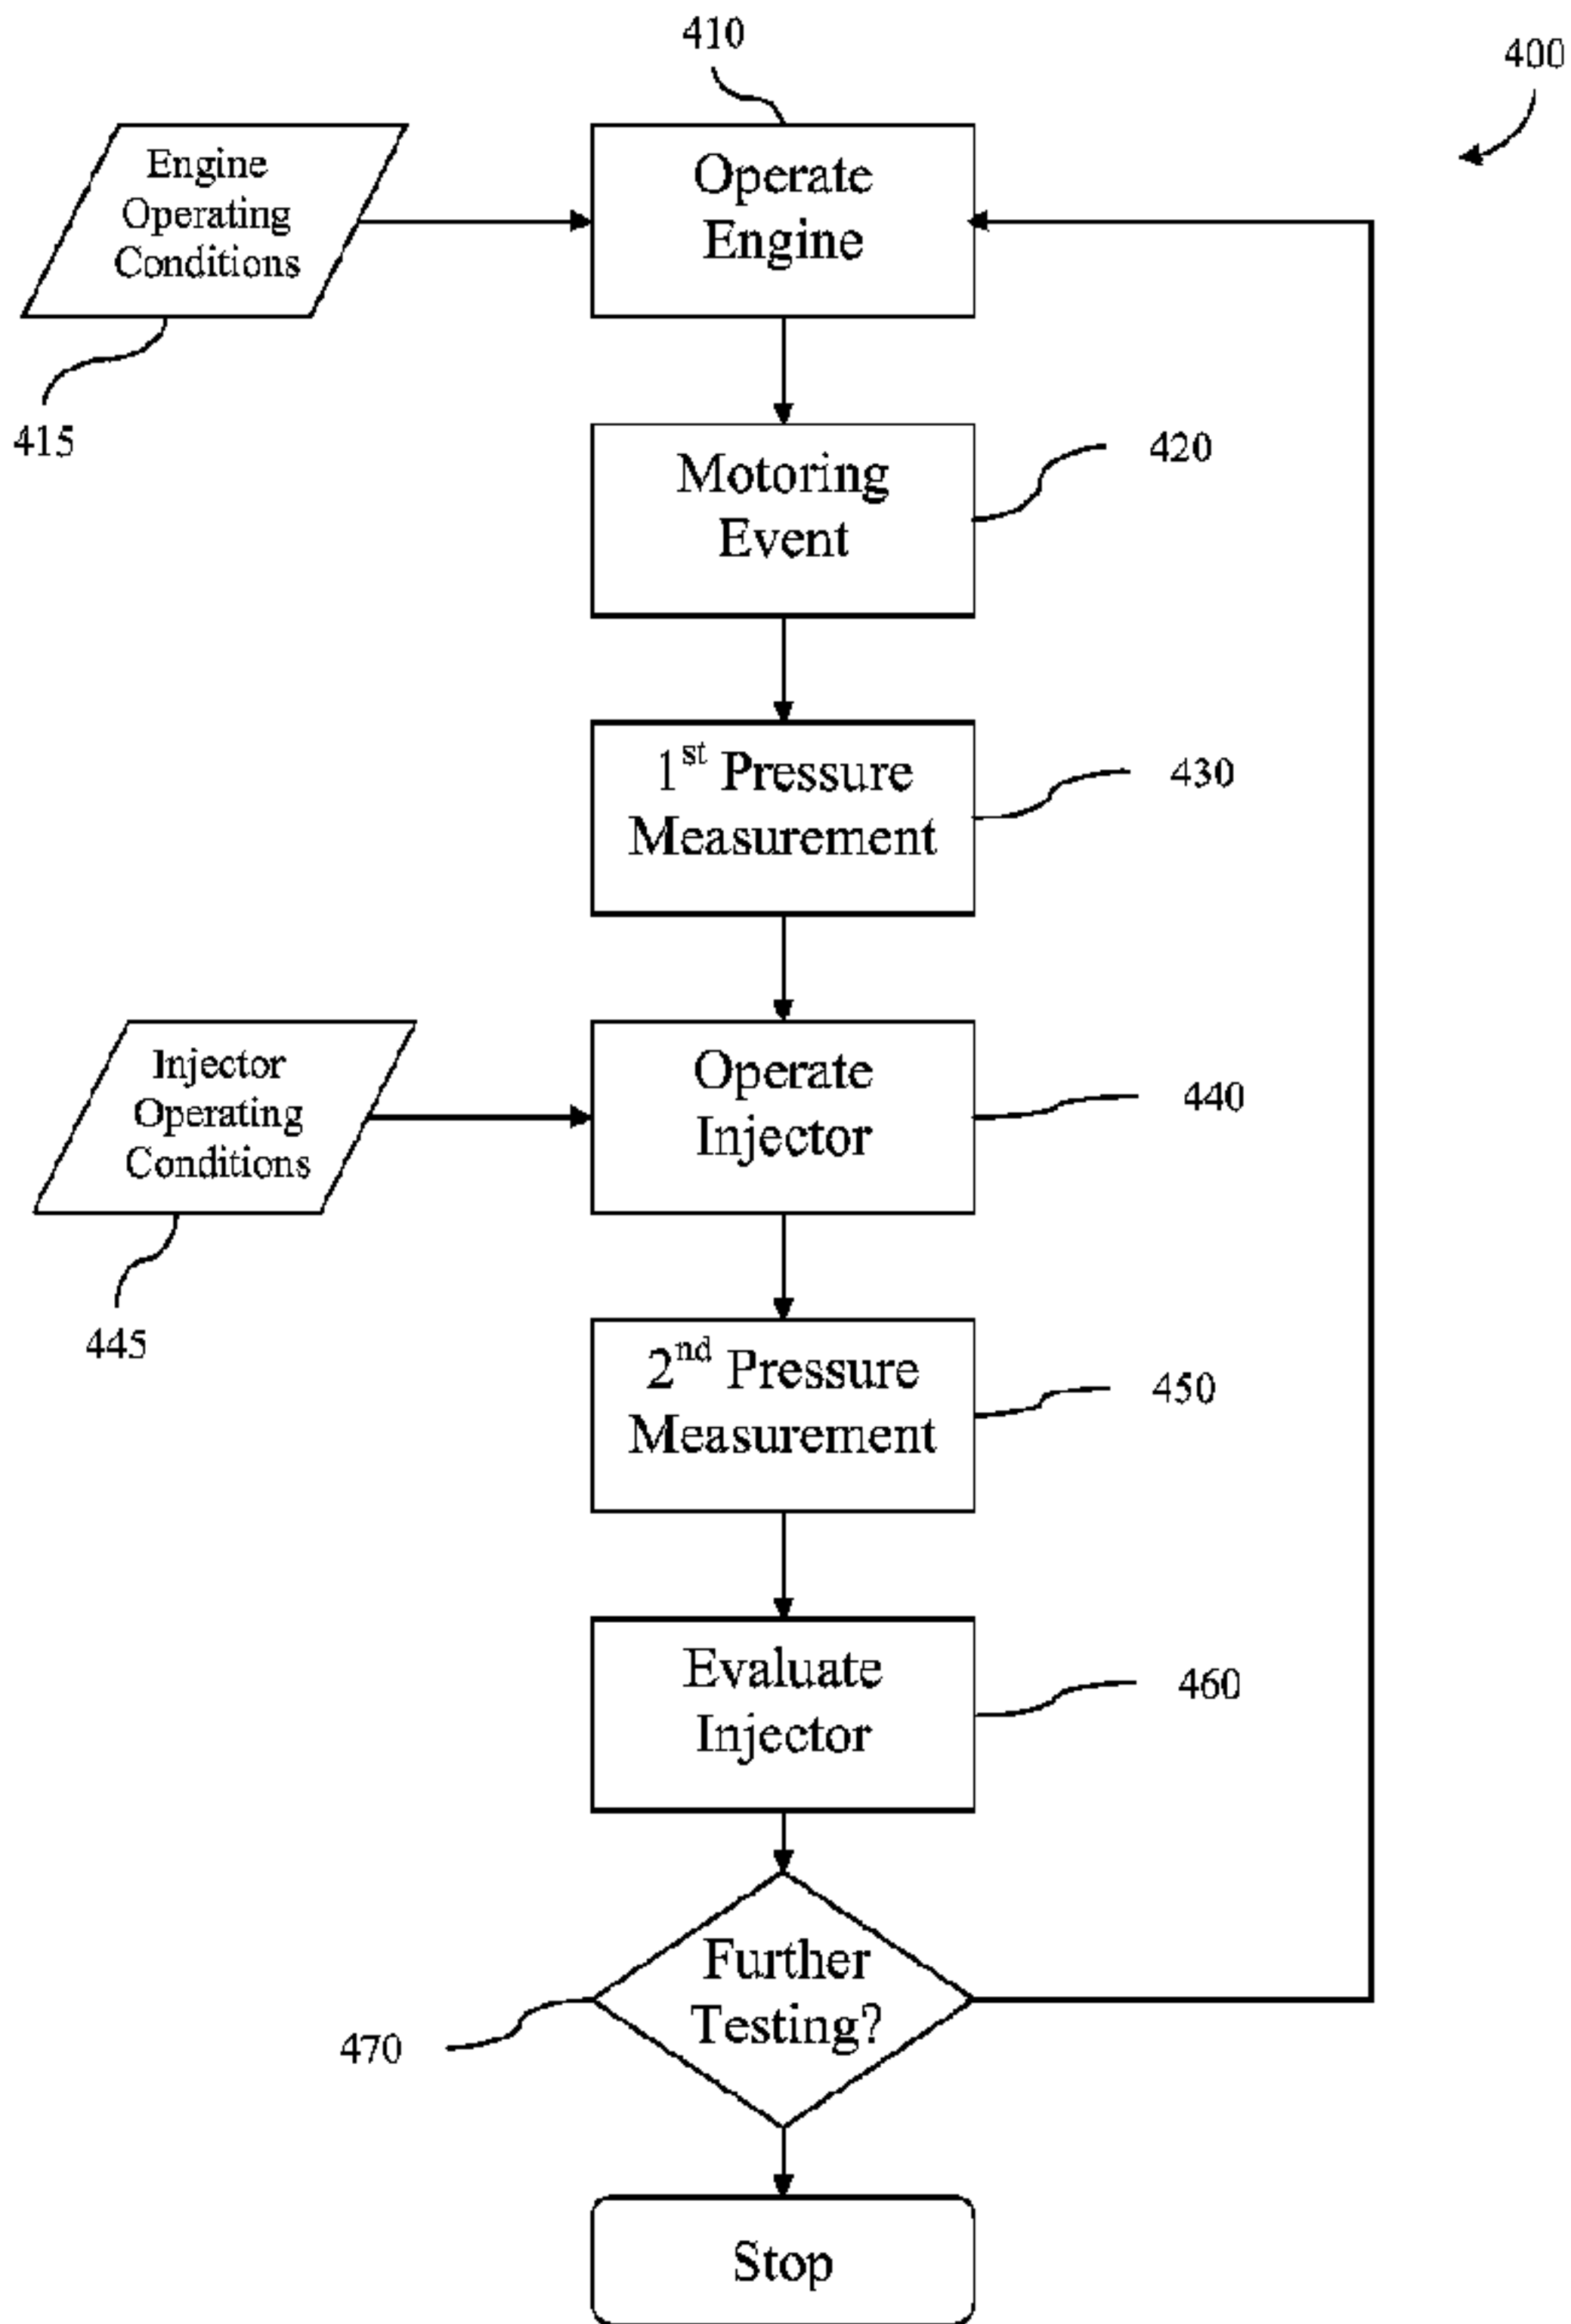 410
400
Engine
Operating
Conditions
Operate
Engine
415
Motoring
Event
420
1st Pressure
Measurement
430
Injector
Operating
Conditions
Operate
Injector
440
445
2nd Pressure
Measurement
450
Evaluate
Injector
460
Further
Testing?
470
Stop